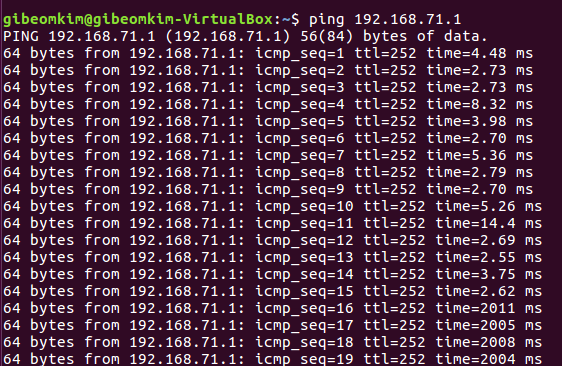 gibeomkim@gibeomkim-VirtualBox:~$ ping 192.168.71.1
PING 192.168.71.1 (192.168.71.1) 56(84) bytes of data.
64 bytes from 192.168.71.1: icmp_seq=1 ttl=252 time=4.48 ms
64 bytes from 192.168.71.1: icmp_seq=2 ttl=252 time=2.73 ms
64 bytes from 192.168.71.1: icmp_seq=3 ttl=252 time=2.73 ms
64 bytes from 192.168.71.1: icmp_seq=4 ttl=252 time=8.32 ms
64 bytes from 192.168.71.1: icmp_seq=5 ttl=252 time=3.98 ms
64 bytes from 192.168.71.1: icmp_seq=6 ttl=252 time=2.70 ms
64 bytes from 192.168.71.1: icmp_seq=7 ttl=252 time=5.36 ms
64 bytes from 192.168.71.1: icmp_seq=8 ttl=252 time=2.79 ms
64 bytes from 192.168.71.1: icmp_seq=9 ttl=252 time=2.70 ms
64 bytes from 192.168.71.1: icmp_seq=10 ttl=252 time=5.26 ms
64 bytes from 192.168.71.1: icmp_seq=11 ttl=252 time=14.4 ms
64 bytes from 192.168.71.1: icmp_seq=12 ttl=252 time=2.69 ms
64 bytes from 192.168.71.1: icmp_seq=13 ttl=252 time=2.55 ms
64 bytes from 192.168.71.1: icmp_seq=14 ttl=252 time=3.75 ms
64 bytes from 192.168.71.1: icmp_seq=15 ttl=252 time=2.62 ms
64 bytes from 192.168.71.1: icmp_seq=16 ttl=252 time=2011 ms
64 bytes from 192.168.71.1: icmp_seq=17 ttl=252 time=2005 ms
64 bytes from 192.168.71.1: icmp_seq=18 ttl=252 time=2008 ms
64 bytes from 192.168.71.1: icmp_seq=19 ttl=252 time=2004 ms